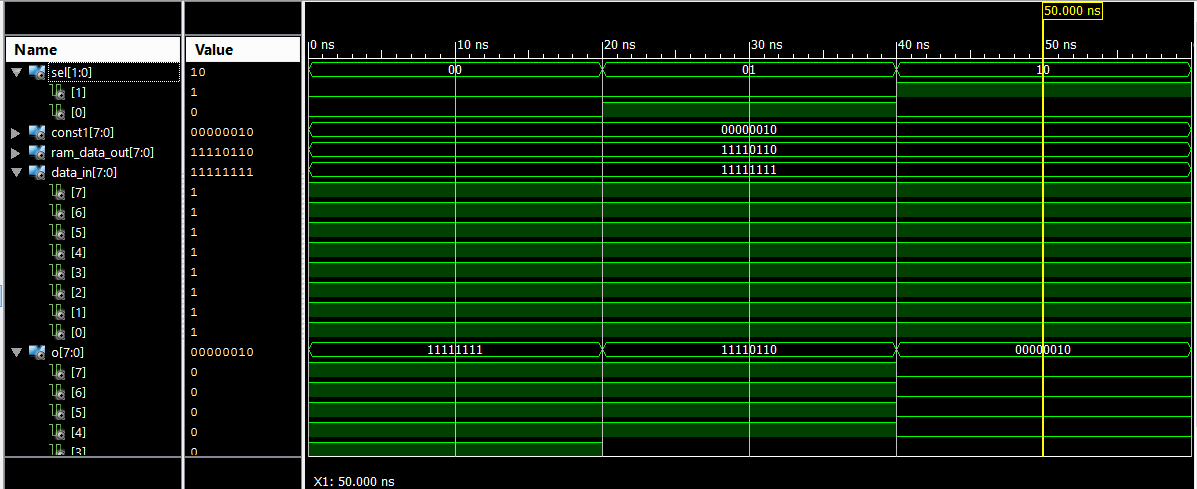 50.000 ns
Name Value 0 ns 10 ns 20 ns 30 ns 40 ns 50 ns
sel[1:0] 10 00 01 10
[1] 1
[0] 0
const1[7:0] 00000010 00000010
ram_data_out[7:0] 11110110 11110110
data_in[7:0] 11111111 11111111
[7] 1
[6] 1
[5] 1
[4] 1
[3] 1
[2] 1
[1] 1
[0] 1
o[7:0] 00000010 11111111 11110110 00000010
[7] 0
[6] 0
[5] 0
[4] 0
[3] 0
X1: 50.000 ns